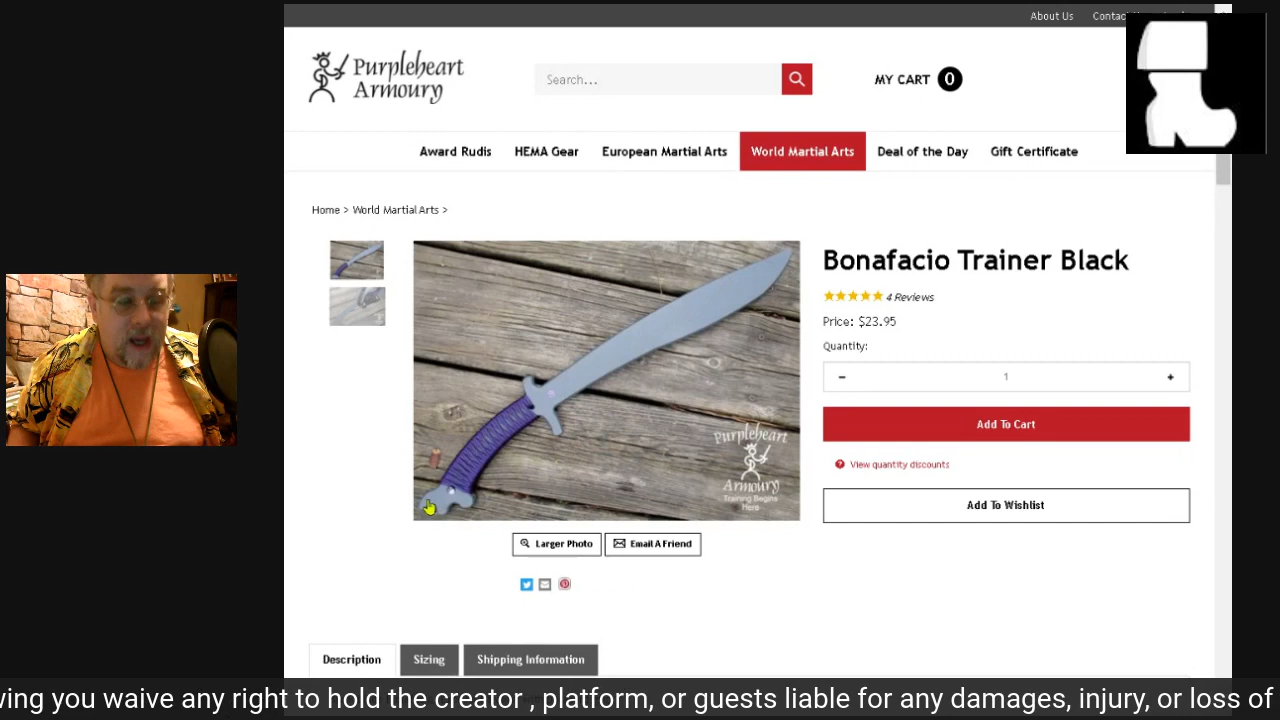 About Us
Purpleheart
Armoury
Search...
MY CART 0
Award Rudis HEMA Gear European Martial Arts World Martial Arts Deal of the Day Gift Certificate
Home > World Martial Arts >
Bonafacio Trainer Black
4 Reviews
Price: $23.95
Quantity:
- 1 +
Add To Cart
? View quantity discounts
Add To Wishlist
Purpleheart
Armoury
Training Begins
Here
Larger Photo Email A Friend
Description Sizing Shipping Information
you waive any right to hold the creator , platform, or guests liable for any damages, injury, or loss of